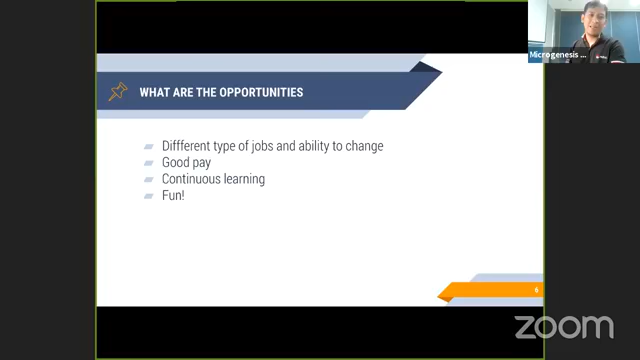 Microgenesis ...
WHAT ARE THE OPPORTUNITIES
Diffferent type of jobs and ability to change
Good pay
Continuous learning
Fun!
6
zoom